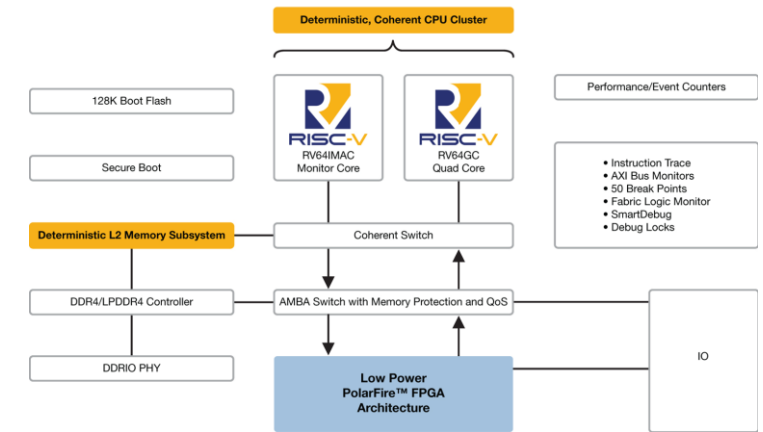 Deterministic, Coherent CPU Cluster
128K Boot Flash
Secure Boot
RISC-V
RV64IMAC
Monitor Core
RISC-V
RV64GC
Quad Core
Performance/Event Counters
• Instruction Trace
• AXI Bus Monitors
• 50 Break Points
• Fabric Logic Monitor
• SmartDebug
• Debug Locks
Deterministic L2 Memory Subsystem
Coherent Switch
DDR4/LPDDR4 Controller
AMBA Switch with Memory Protection and QoS
IO
DDRIO PHY
Low Power
PolarFire™ FPGA
Architecture